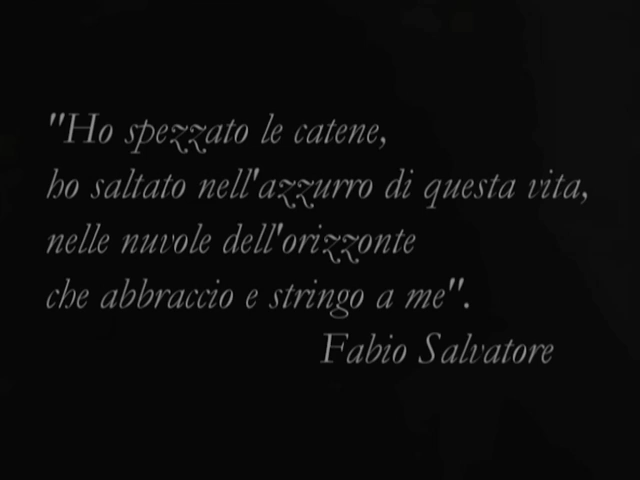 "Ho spezzato le catene,
ho saltato nell'azzurro di questa vita,
nelle nuvole dell'orizzonte
che abbraccio e stringo a me".
Fabio Salvatore